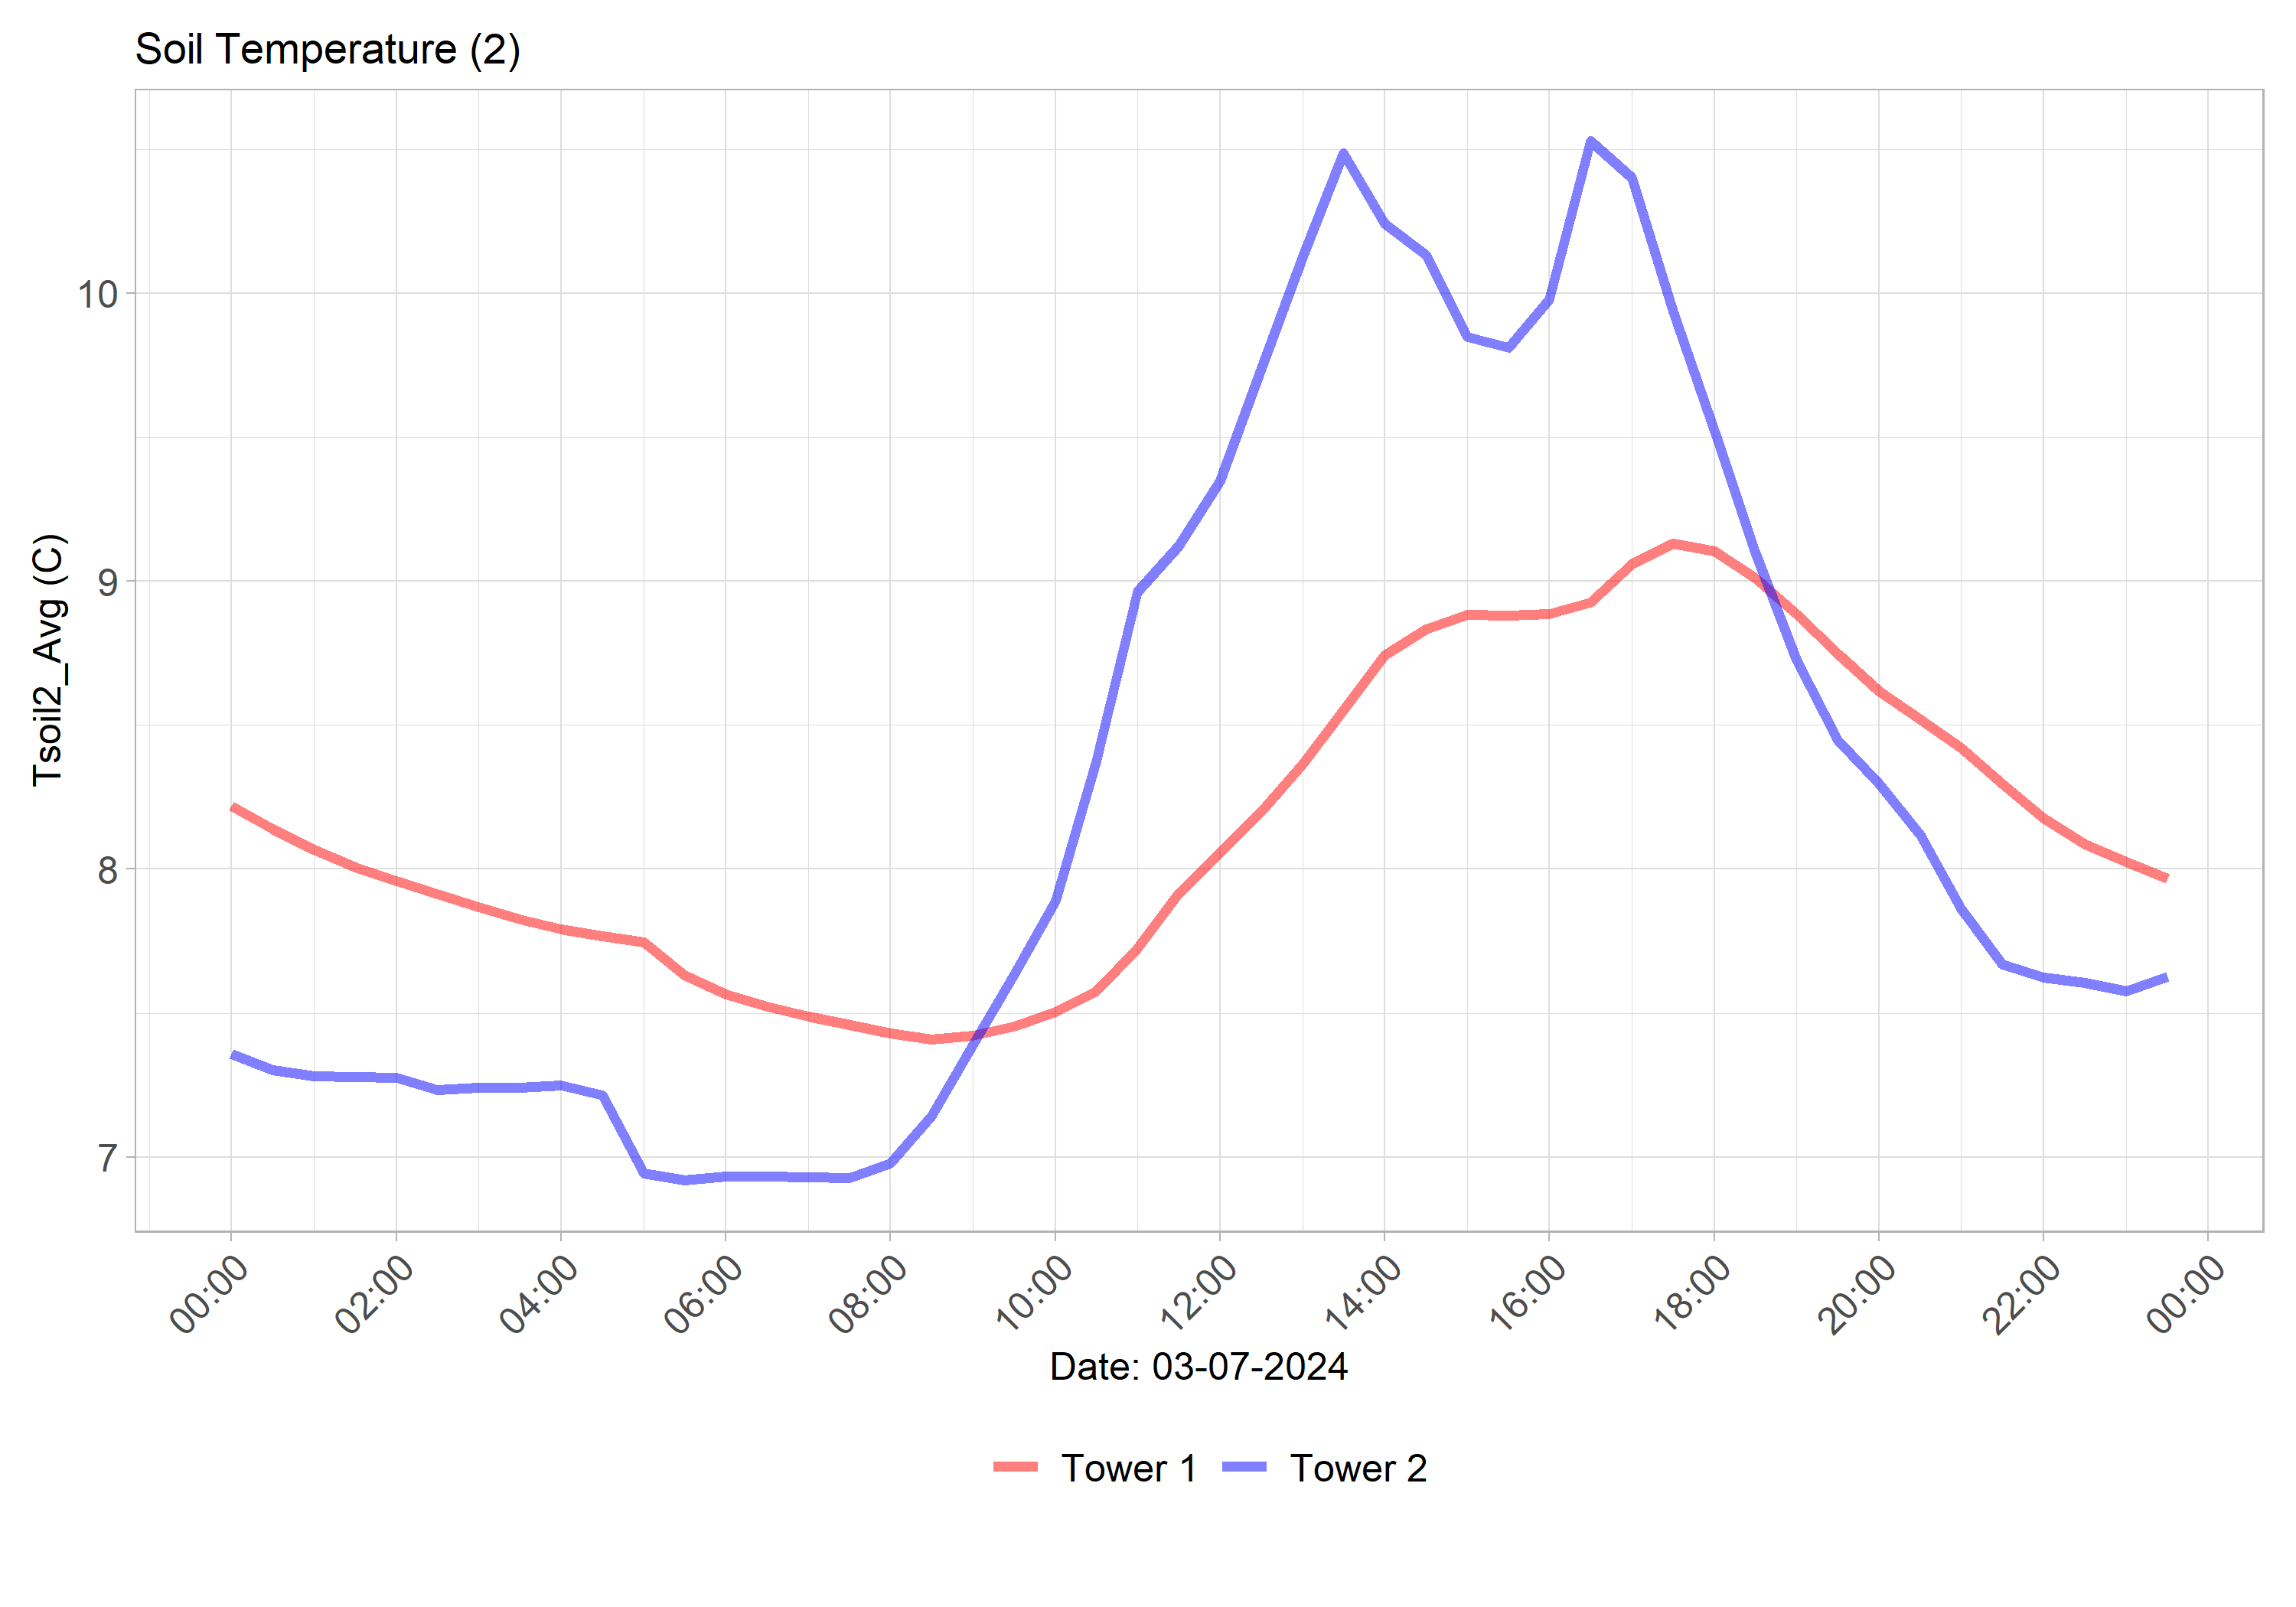 Soil Temperature (2)
Tsoil2_Avg (C)
10
9
8
7
00:00 02:00 04:00 06:00 08:00 10:00 12:00 14:00 16:00 18:00 20:00 22:00 00:00
Date: 03-07-2024
Tower 1 Tower 2